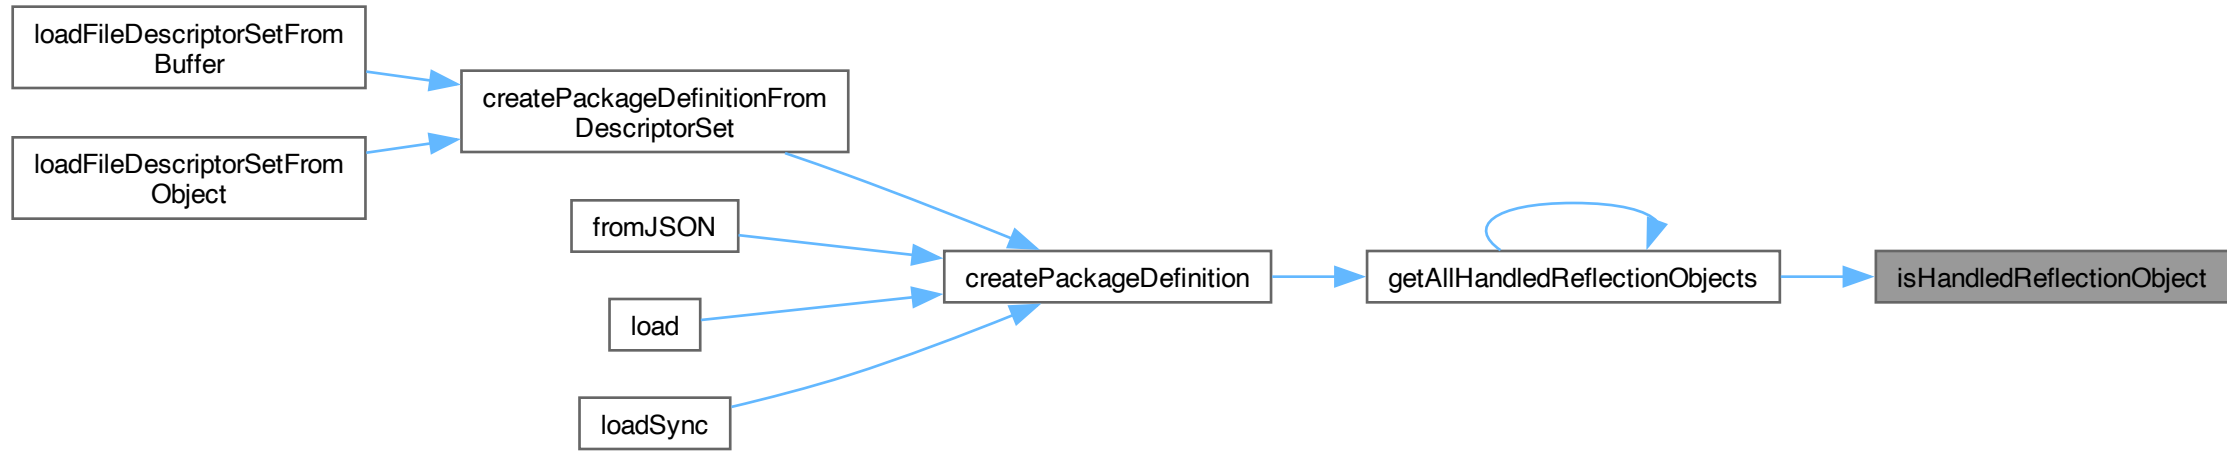 loadFileDescriptorSetFrom
Buffer
createPackageDefinitionFrom
DescriptorSet
loadFileDescriptorSetFrom
Object
fromJSON
createPackageDefinition
getAllHandledReflectionObjects
isHandledReflectionObject
load
loadSync